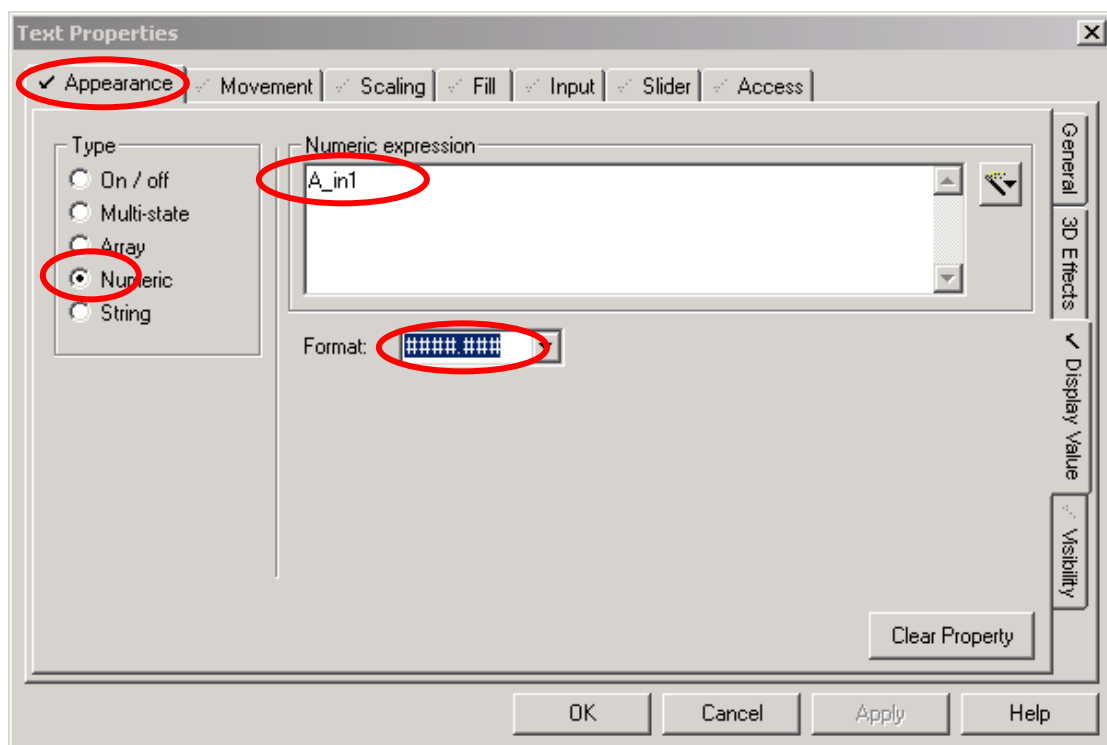 Text Properties
Appearance Movement Scaling Fill Input Slider Access
Type
On / off
Multi-state
Array
Numeric
String
Numeric expression
A_in1
Format: ####.###
General
3D Effects
Display Value
Visibility
Clear Property
OK Cancel Apply Help